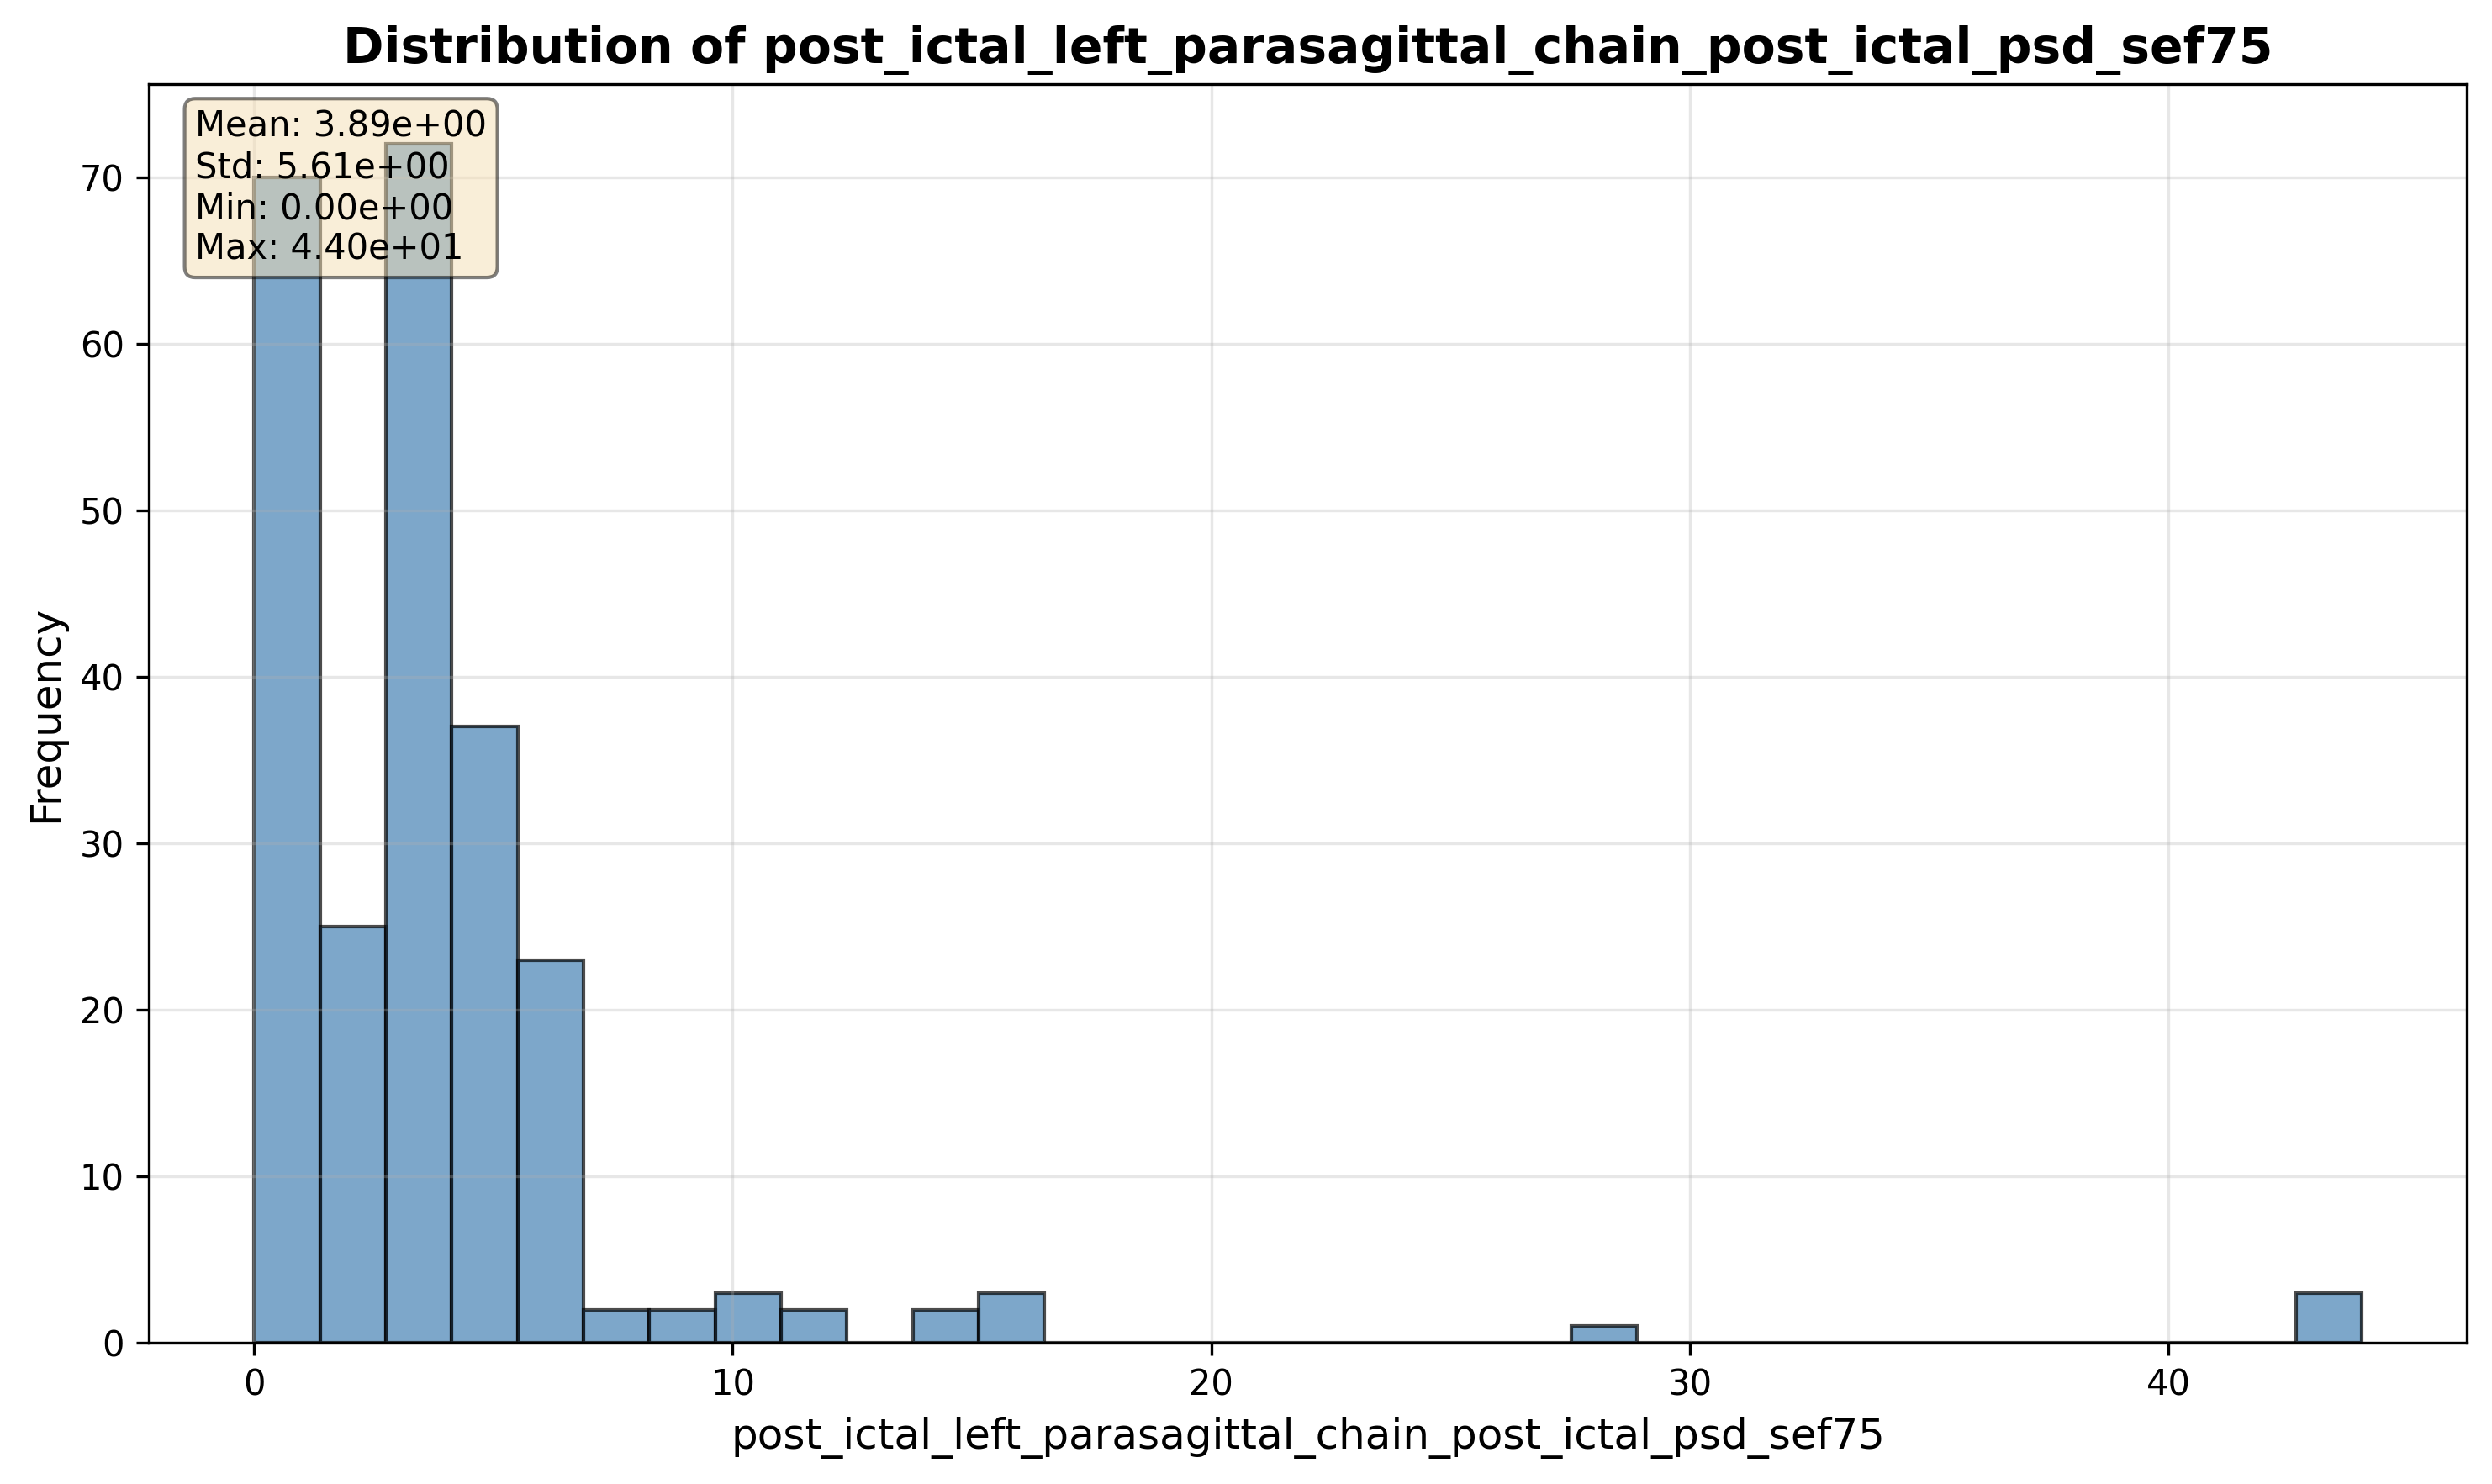 Distribution of post_ictal_left_parasagittal_chain_post_ictal_psd_sef75
Mean: 3.89e+00
Std: 5.61e+00
Min: 0.00e+00
Max: 4.40e+01
70
60
50
40
30
20
10
0
Frequency
0 10 20 30 40
post_ictal_left_parasagittal_chain_post_ictal_psd_sef75